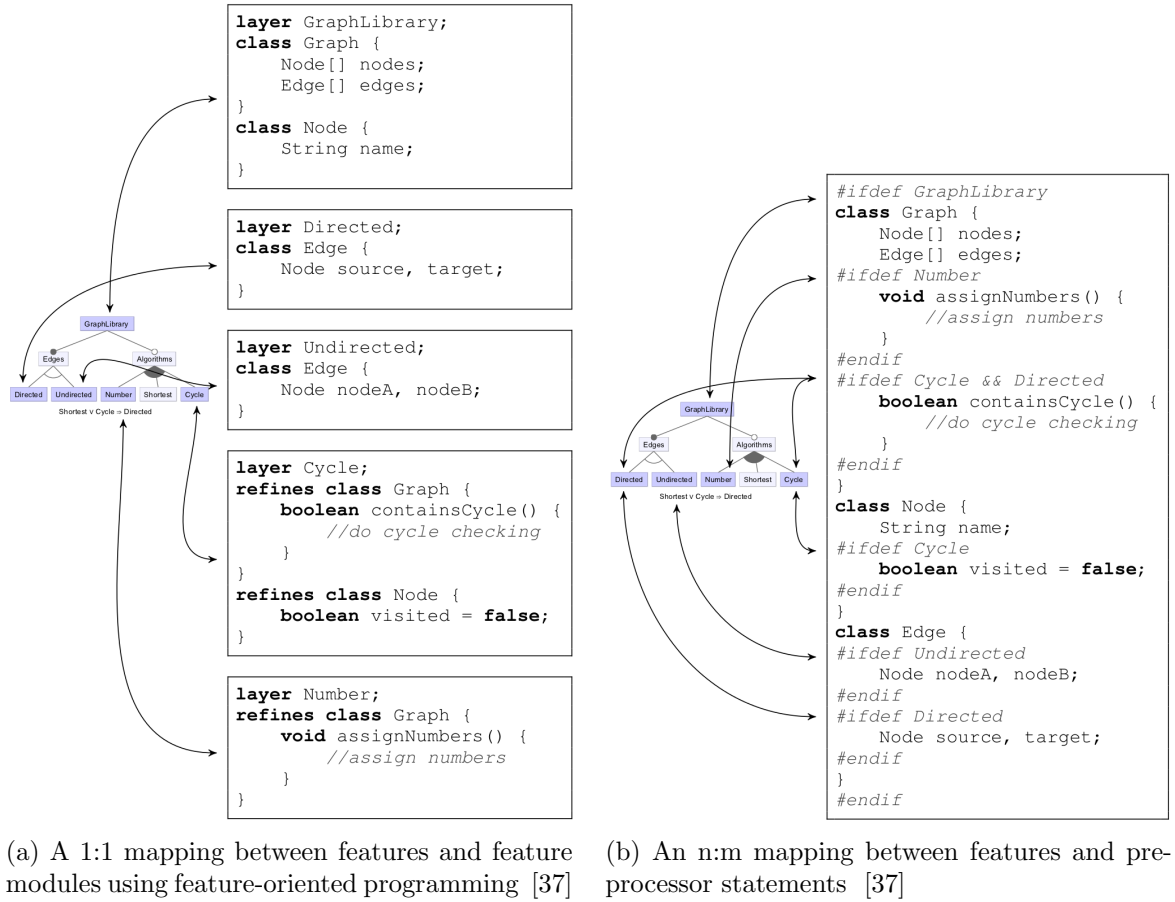 layer GraphLibrary;
class Graph {
Node[] nodes;
Edge[] edges;
}
class Node {
String name;
}
layer Directed;
class Edge {
Node source, target;
}
GraphLibrary
Edges
Algorithms
Directed
Undirected
Number
Shortest
Cycle
Shortest ∨ Cycle ⇒ Directed
layer Undirected;
class Edge {
Node nodeA, nodeB;
}
layer Cycle;
refines class Graph {
boolean containsCycle() {
//do cycle checking
}
}
refines class Node {
boolean visited = false;
}
layer Number;
refines class Graph {
void assignNumbers() {
//assign numbers
}
}
(a) A 1:1 mapping between features and feature
modules using feature-oriented programming [37]
GraphLibrary
Edges
Algorithms
Directed
Undirected
Number
Shortest
Cycle
Shortest ∨ Cycle ⇒ Directed
#ifdef GraphLibrary
class Graph {
Node[] nodes;
Edge[] edges;
#ifdef Number
void assignNumbers() {
//assign numbers
}
#endif
#ifdef Cycle && Directed
boolean containsCycle() {
//do cycle checking
}
#endif
}
class Node {
String name;
#ifdef Cycle
boolean visited = false;
#endif
}
class Edge {
#ifdef Undirected
Node nodeA, nodeB;
#endif
#ifdef Directed
Node source, target;
#endif
}
#endif
(b) An n:m mapping between features and pre-
processor statements [37]